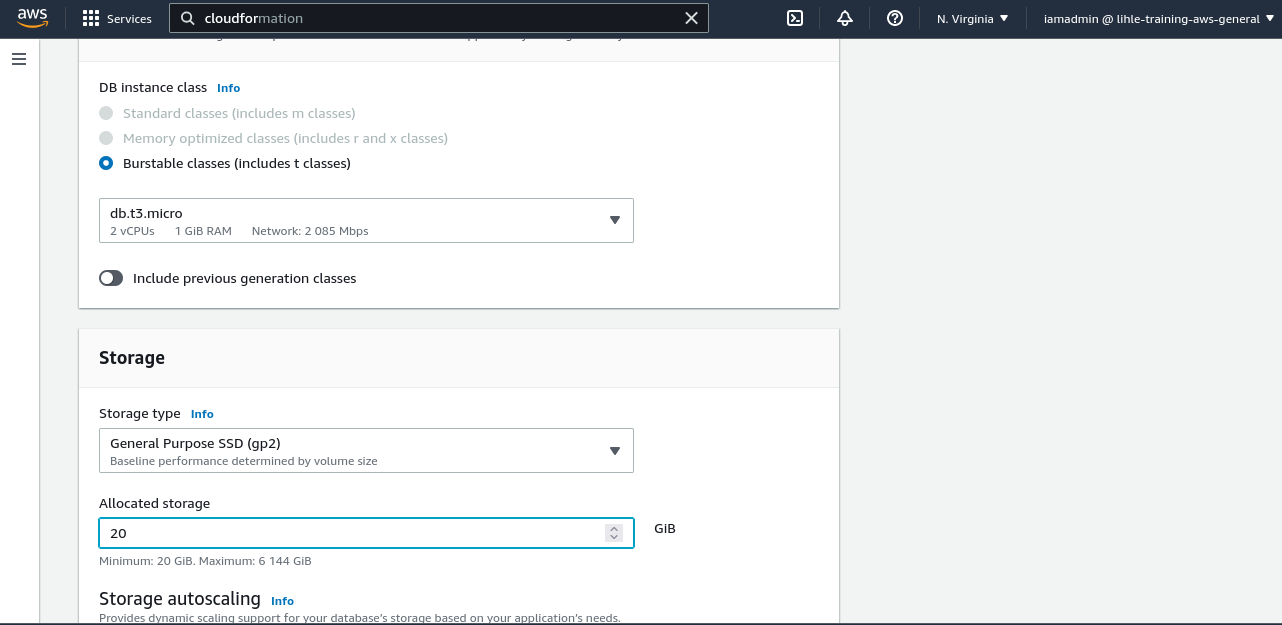 aws
Services
cloudformation
N. Virginia
iamadmin @ lihle-training-aws-general
DB instance class Info
Standard classes (includes m classes)
Memory optimized classes (includes r and x classes)
Burstable classes (includes t classes)
db.t3.micro
2 vCPUs 1 GiB RAM Network: 2 085 Mbps
Include previous generation classes
Storage
Storage type Info
General Purpose SSD (gp2)
Baseline performance determined by volume size
Allocated storage
20
GiB
Minimum: 20 GiB. Maximum: 6 144 GiB
Storage autoscaling Info
Provides dynamic scaling support for your database's storage based on your application's needs.